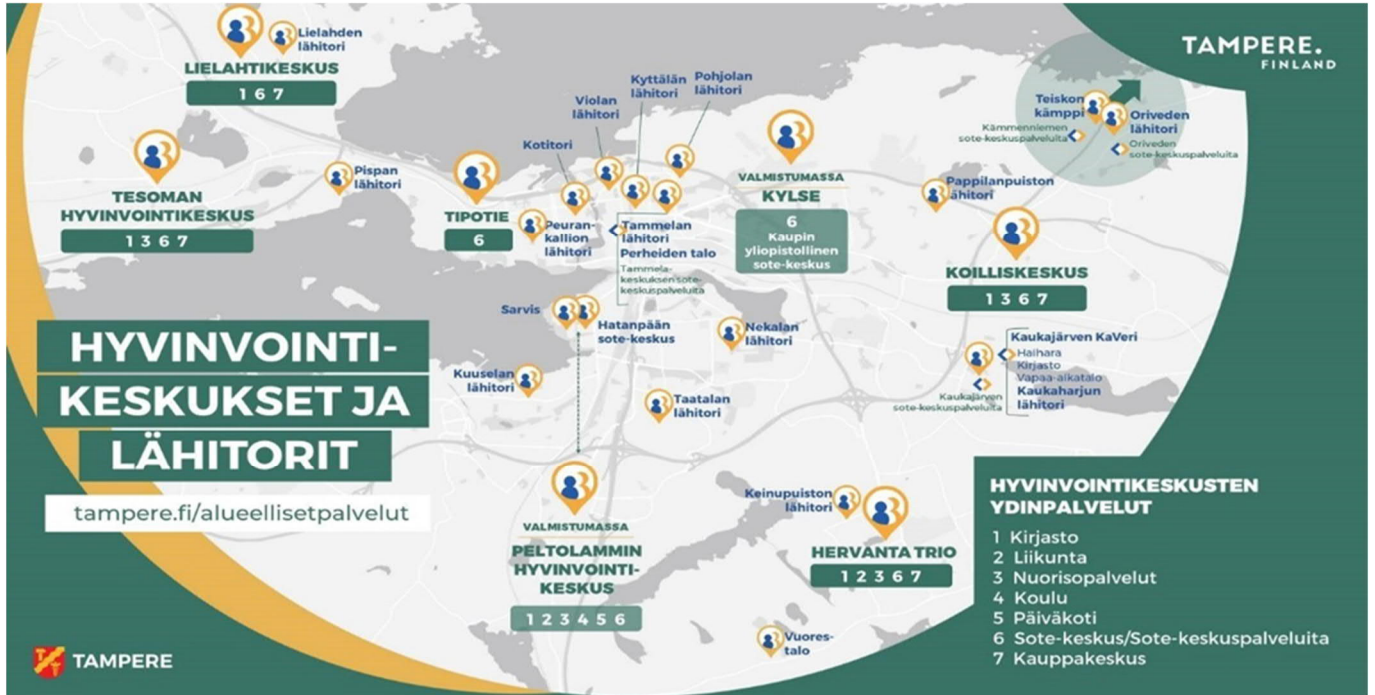 TAMPERE.
FINLAND
Lielahden
lähitori
LIELAHTIKESKUS
1 6 7
TESOMAN
HYVINVOINTIKESKUS
1 3 6 7
Pispan
lähitori
TIPOTIE
6
Kotitori
Violan
lähitori
Kyttälän
lähitori
Pohjolan
lähitori
Peuran-
kallion
lähitori
Tammelan
lähitori
Perheiden talo
Tammela-
keskuksen sote-
keskuspalveluita
VALMISTUMASSA
KYLSE
6
Kaupin
yliopistollinen
sote-keskus
Teiskon
kämppi
Kämmenniemen
sote-keskuspalveluita
Oriveden
lähitori
Oriveden
sote-keskuspalveluita
Pappilanpuiston
lähitori
KOILLISKESKUS
1 3 6 7
Sarvis
Hatanpään
sote-keskus
Nekalan
lähitori
Kuuselan
lähitori
Taatalan
lähitori
Kaukajärven KaVeri
Haihara
Kirjasto
Vapaa-aikatalo
Kaukaharjun
lähitori
Kaukajärven
sote-keskuspalveluita
HYVINVOINTI-
KESKUKSET JA
LÄHITORIT
tampere.fi/alueellisetpalvelut
VALMISTUMASSA
PELTOLAMMIN
HYVINVOINTI-
KESKUS
1 2 3 4 5 6
Keinupuiston
lähitori
HERVANTA TRIO
1 2 3 6 7
Vuores-
talo
HYVINVOINTIKESKUSTEN
YDINPALVELUT
1 Kirjasto
2 Liikunta
3 Nuorisopalvelut
4 Koulu
5 Päiväkoti
6 Sote-keskus/Sote-keskuspalveluita
7 Kauppakeskus
TAMPERE